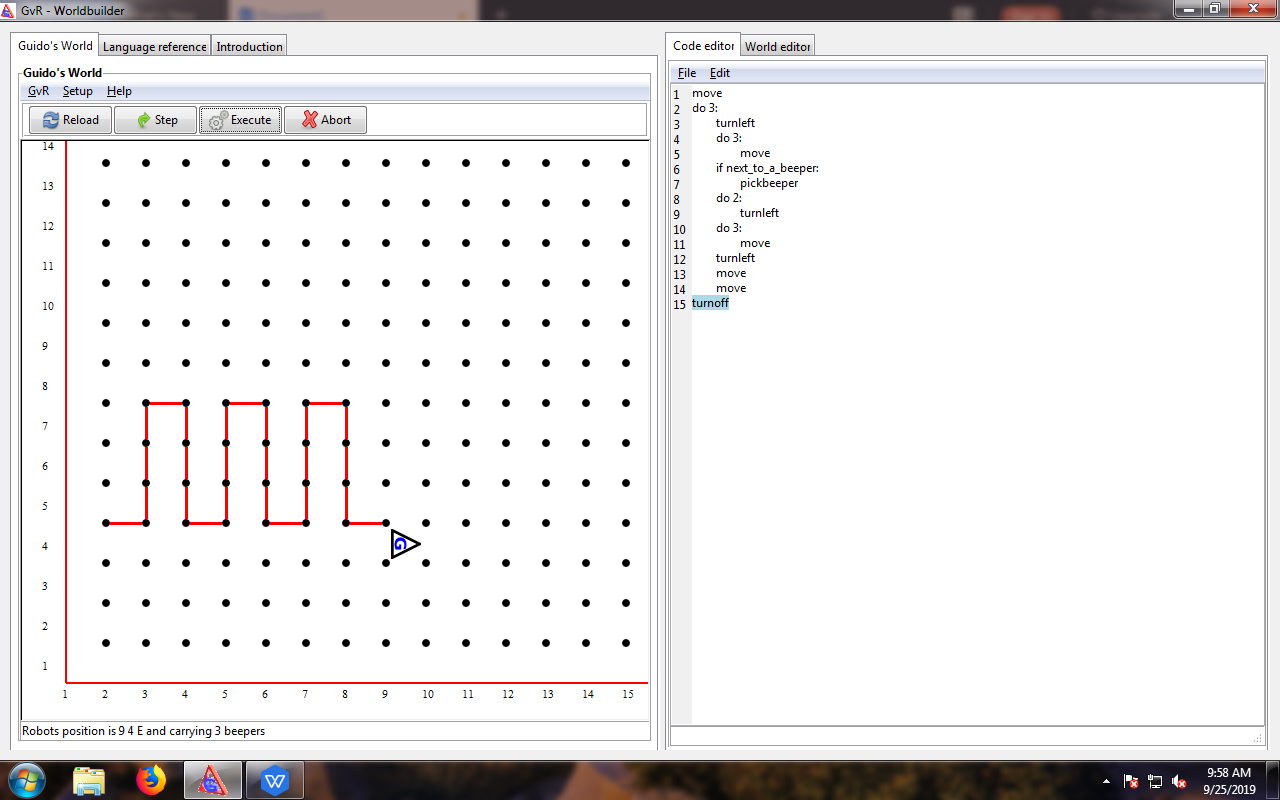 GvR - Worldbuilder
Guido's World Language reference Introduction
Code editor World editor
Guido's World
GvR Setup Help
File Edit
Reload Step Execute Abort
1 move
2 do 3:
3 turnleft
4 do 3:
5 move
6 if next_to_a_beeper:
7 pickbeeper
8 do 2:
9 turnleft
10 do 3:
11 move
12 turnleft
13 move
14 move
15 turnoff
14
13
12
11
10
9
8
7
6
5
4
3
2
1
1 2 3 4 5 6 7 8 9 10 11 12 13 14 15
G
Robots position is 9 4 E and carrying 3 beepers
9:58 AM
9/25/2019